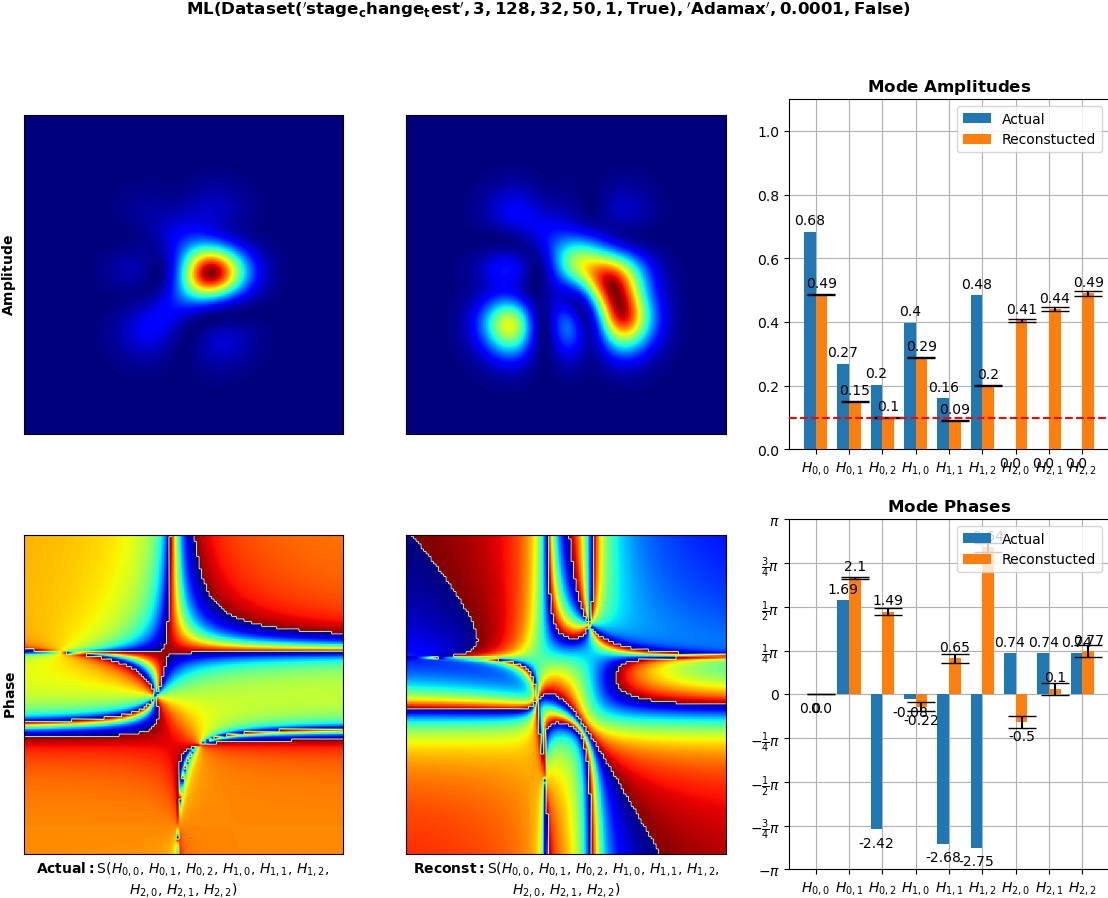 ML(Dataset('stage_change_test', 3, 128, 32, 50, 1, True), 'Adamax', 0.0001, False)
Amplitude
Mode Amplitudes
Actual
Reconstucted
1.0
0.8
0.6
0.4
0.2
0.0
0.68
0.49
0.27
0.15
0.2
0.1
0.4
0.29
0.16
0.09
0.48
0.2
0.0
0.41
0.0
0.44
0.0
0.49
H0,0 H0,1 H0,2 H1,0 H1,1 H1,2 H2,0 H2,1 H2,2
Phase
Mode Phases
Actual
Reconstucted
π
3/4π
1/2π
1/4π
0
−1/4π
−1/2π
−3/4π
−π
0.0
0.0
1.69
2.1
-2.42
1.49
-0.08
-0.22
-2.68
0.65
-2.75
0.74
-0.5
0.74
0.1
0.74
0.77
H0,0 H0,1 H0,2 H1,0 H1,1 H1,2 H2,0 H2,1 H2,2
Actual: S(H0,0, H0,1, H0,2, H1,0, H1,1, H1,2,
H2,0, H2,1, H2,2)
Reconst: S(H0,0, H0,1, H0,2, H1,0, H1,1, H1,2,
H2,0, H2,1, H2,2)